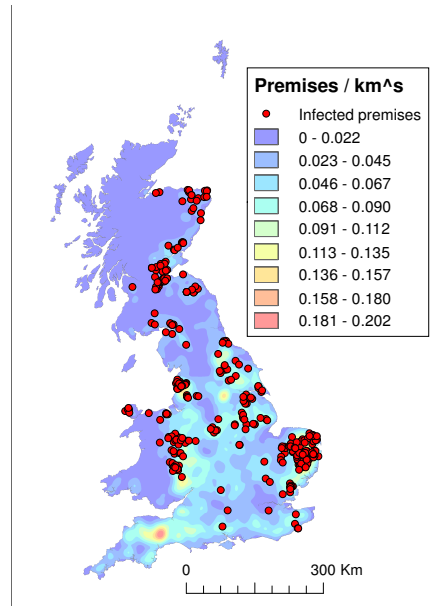 Premises / km^s
Infected premises
0 - 0.022
0.023 - 0.045
0.046 - 0.067
0.068 - 0.090
0.091 - 0.112
0.113 - 0.135
0.136 - 0.157
0.158 - 0.180
0.181 - 0.202
0 300 Km